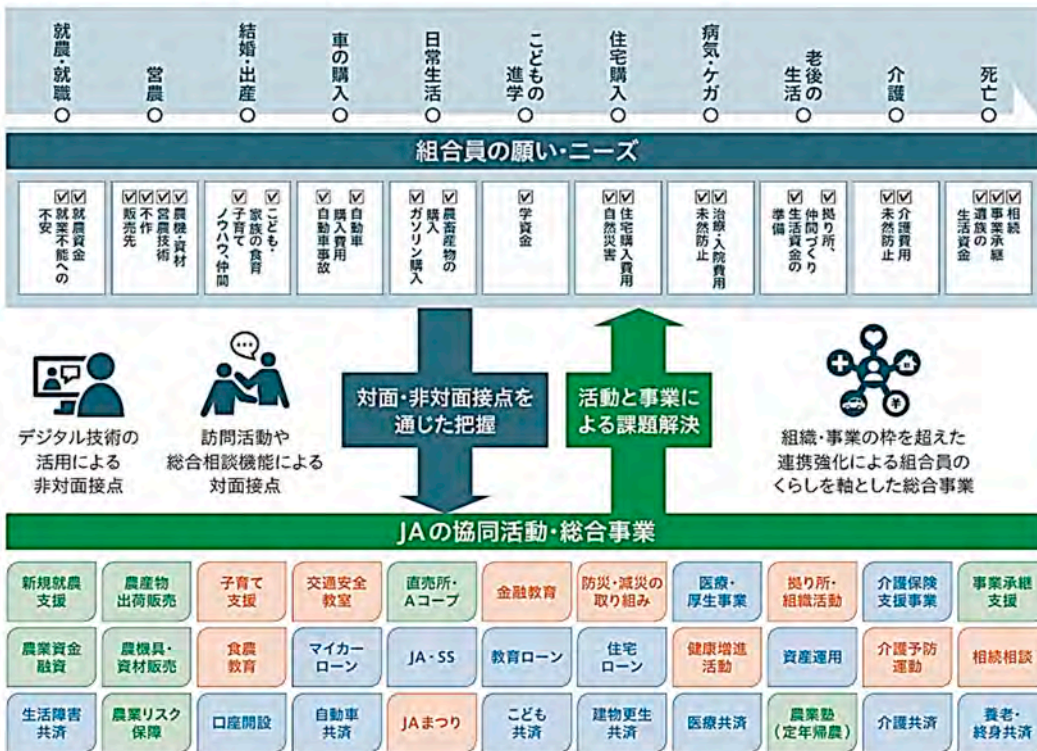 就農・就職
営農
結婚・出産
車の購入
日常生活
こどもの
進学
住宅購入
病気・ケガ
老後の
生活
介護
死亡
組合員の願い・ニーズ
☑就農資金
☑就業不能への
不安
☑農機・資材
☑営農技術
☑不作
☑販売先
☑こども・
家族の食育
☑子育て
ノウハウ、仲間
☑自動車
購入費用
☑自動車事故
☑農畜産物の
購入
☑ガソリン購入
☑学資金
☑住宅購入費用
☑自然災害
☑治療・入院費用
☑未然防止
☑拠り所、
仲間づくり
☑生活資金の
準備
☑介護費用
☑未然防止
☑相続
☑事業承継
☑遺族の
生活資金
デジタル技術の
活用による
非対面接点
訪問活動や
総合相談機能による
対面接点
対面・非対面接点を
通じた把握
活動と事業に
よる課題解決
組織・事業の枠を超えた
連携強化による組合員の
くらしを軸とした総合事業
JAの協同活動・総合事業
新規就農
支援
農産物
出荷販売
子育て
支援
交通安全
教室
直売所・
Aコープ
金融教育
防災・減災の
取り組み
医療・
厚生事業
拠り所・
組織活動
介護保険
支援事業
事業承継
支援
農業資金
融資
農機具・
資材販売
食農
教育
マイカー
ローン
JA・SS
教育ローン
住宅
ローン
健康増進
活動
資産運用
介護予防
運動
相続相談
生活障害
共済
農業リスク
保障
口座開設
自動車
共済
JAまつり
こども
共済
建物更生
共済
医療共済
農業塾
(定年帰農)
介護共済
養老・
終身共済